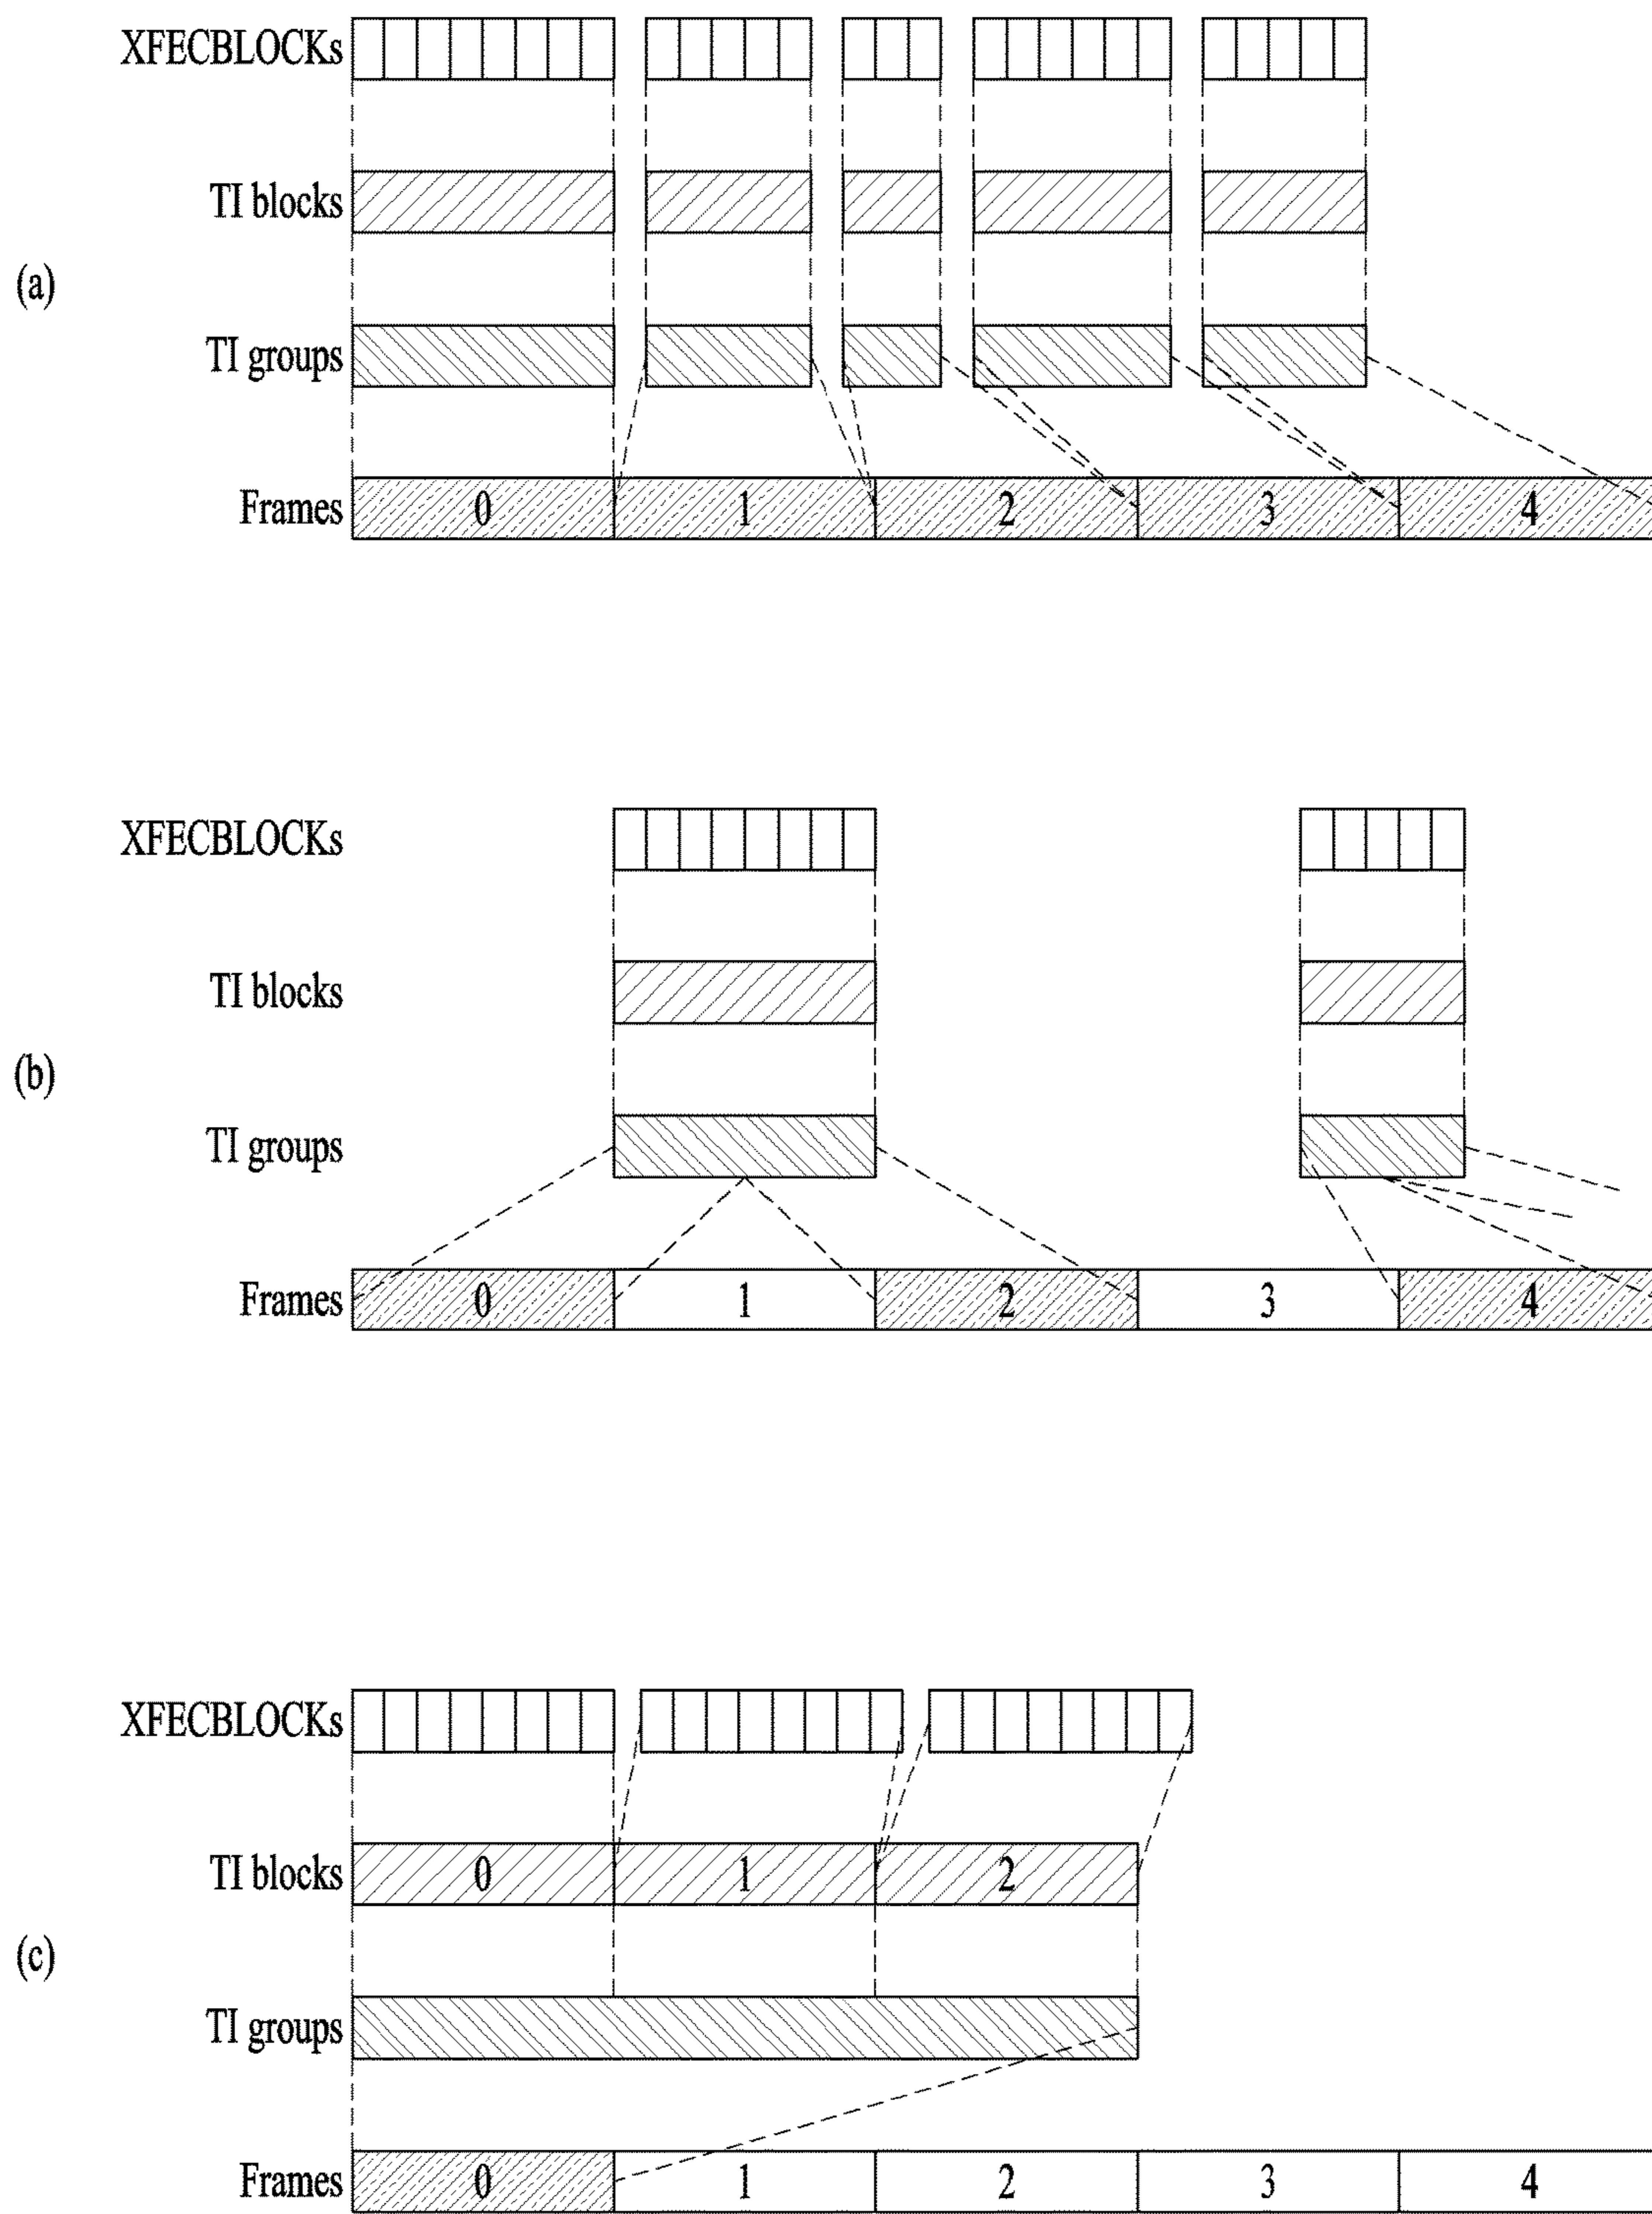 XFECBLOCKs
TI blocks
(a)
TI groups
Frames 0 1 2 3 4
XFECBLOCKs
TI blocks
(b)
TI groups
Frames 0 1 2 3 4
XFECBLOCKs
TI blocks 0 1 2
(c)
TI groups
Frames 0 1 2 3 4